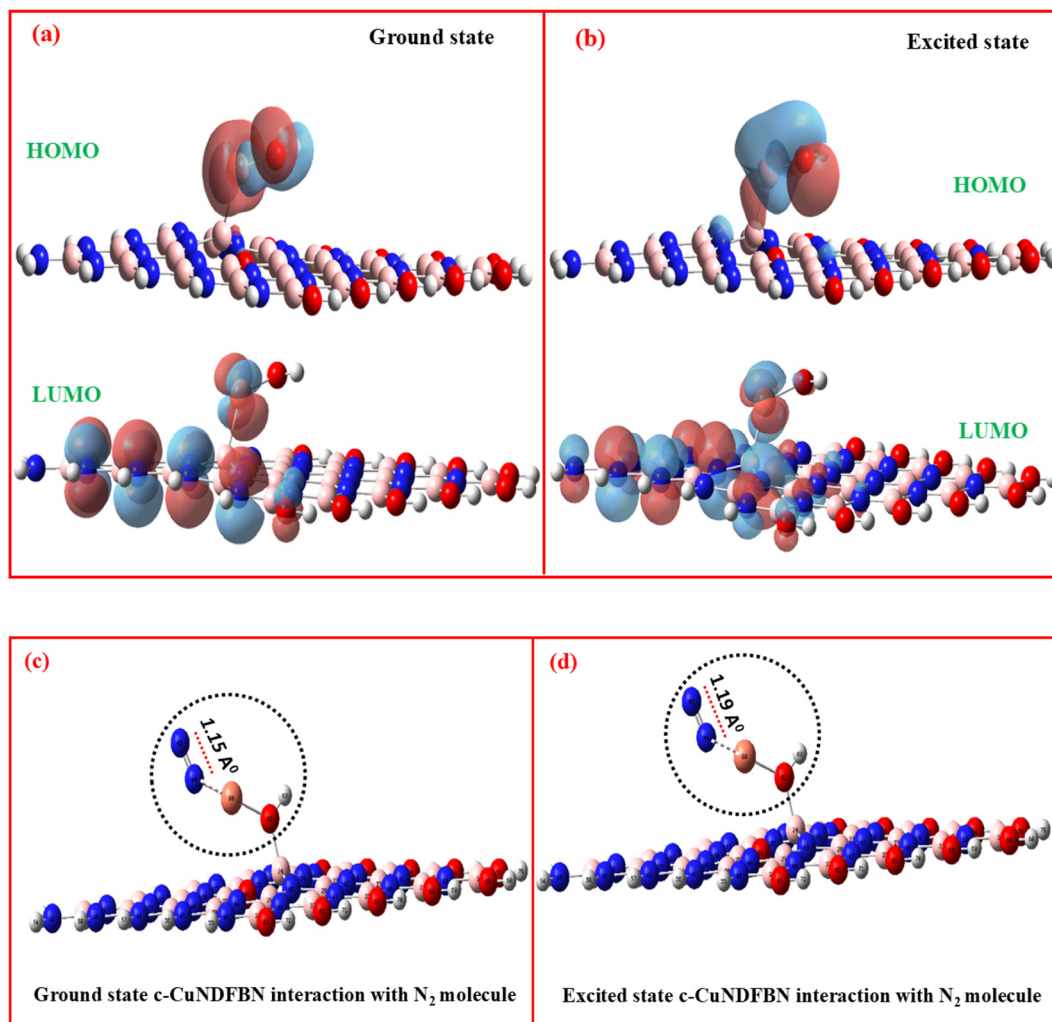 (a)
Ground state
(b)
Excited state
HOMO
HOMO
LUMO
LUMO
(c)
1.15 A⁰
(d)
1.19 A⁰
Ground state c-CuNDFBN interaction with N₂ molecule
Excited state c-CuNDFBN interaction with N₂ molecule